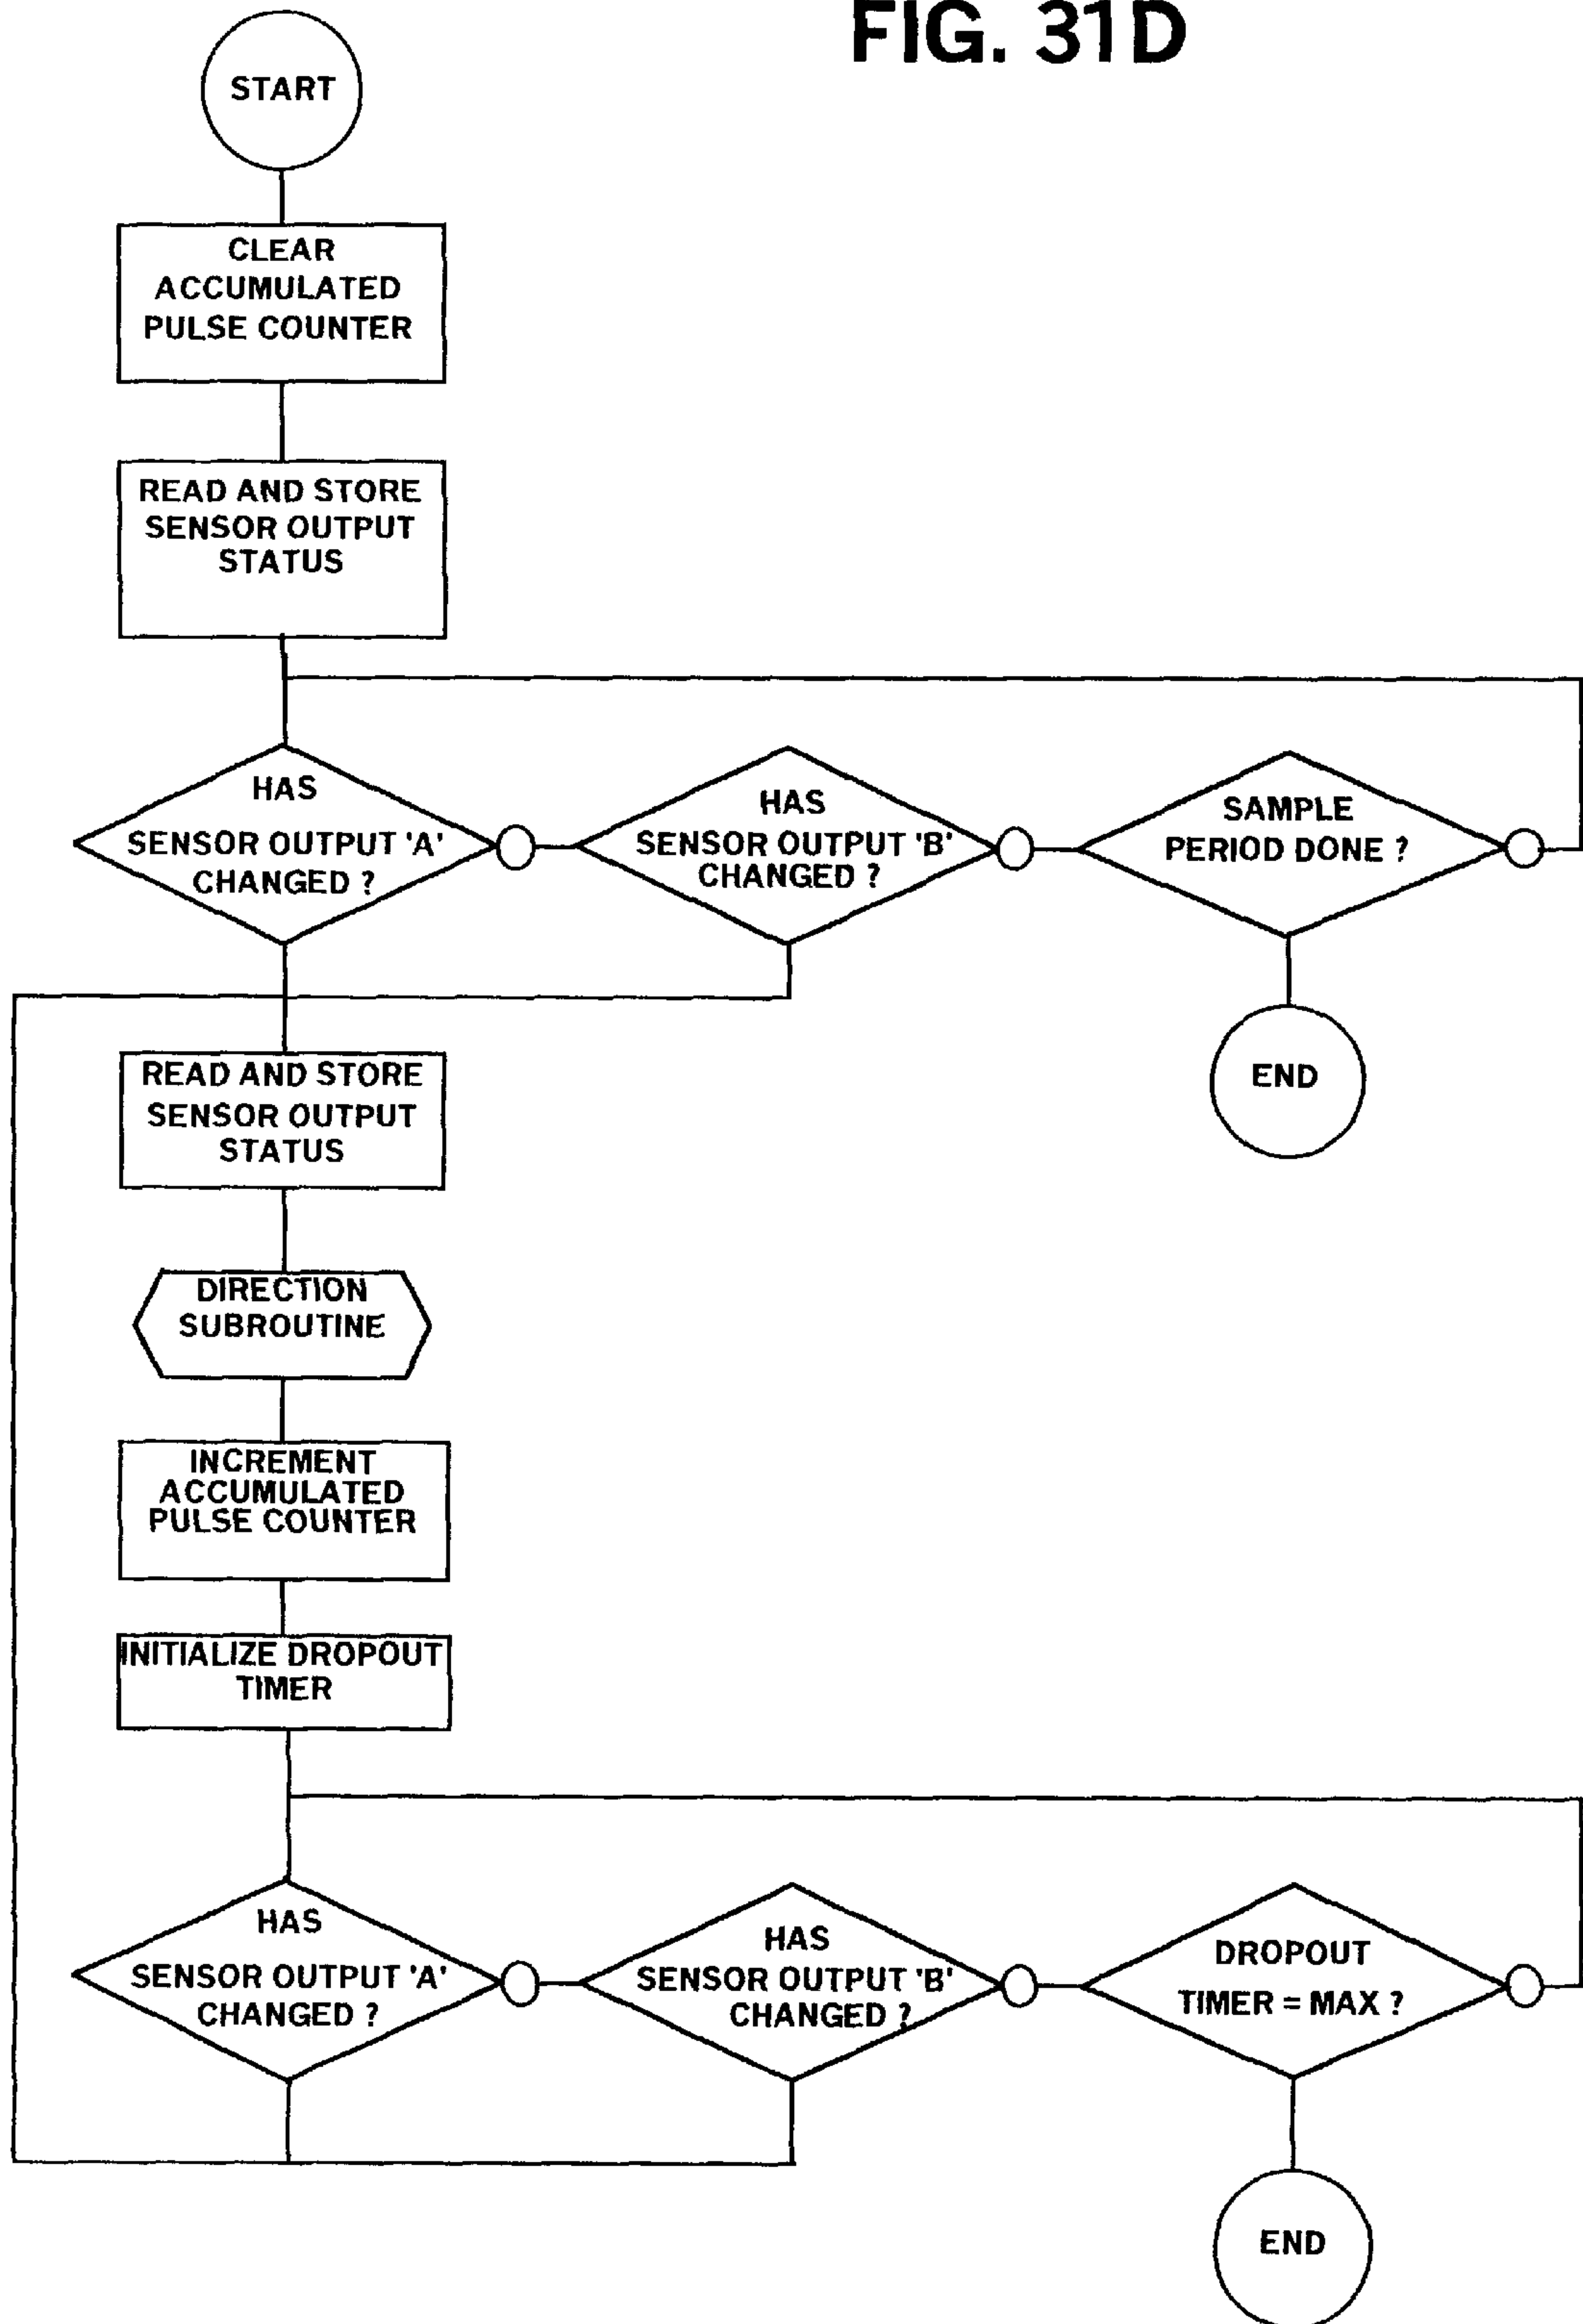 FIG. 31D
START
CLEAR
ACCUMULATED
PULSE COUNTER
READ AND STORE
SENSOR OUTPUT
STATUS
HAS
SENSOR OUTPUT 'A'
CHANGED ?
HAS
SENSOR OUTPUT 'B'
CHANGED ?
SAMPLE
PERIOD DONE ?
END
READ AND STORE
SENSOR OUTPUT
STATUS
DIRECTION
SUBROUTINE
INCREMENT
ACCUMULATED
PULSE COUNTER
INITIALIZE DROPOUT
TIMER
HAS
SENSOR OUTPUT 'A'
CHANGED ?
HAS
SENSOR OUTPUT 'B'
CHANGED ?
DROPOUT
TIMER = MAX ?
END